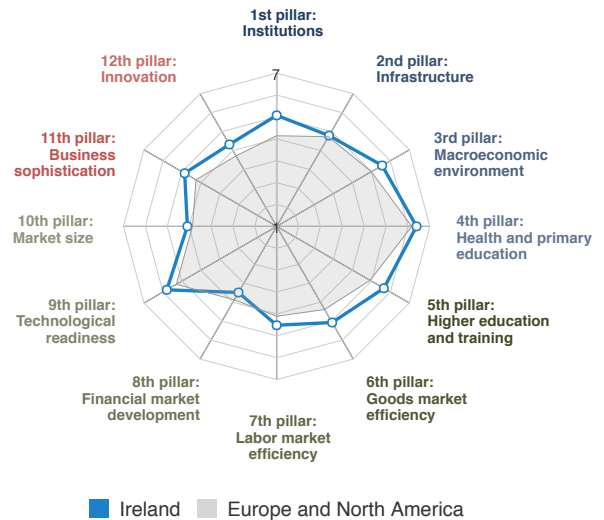 1st pillar:
Institutions
2nd pillar:
Infrastructure
3rd pillar:
Macroeconomic
environment
4th pillar:
Health and primary
education
5th pillar:
Higher education
and training
6th pillar:
Goods market
efficiency
7th pillar:
Labor market
efficiency
8th pillar:
Financial market
development
9th pillar:
Technological
readiness
10th pillar:
Market size
11th pillar:
Business
sophistication
12th pillar:
Innovation
7
1
Ireland
Europe and North America